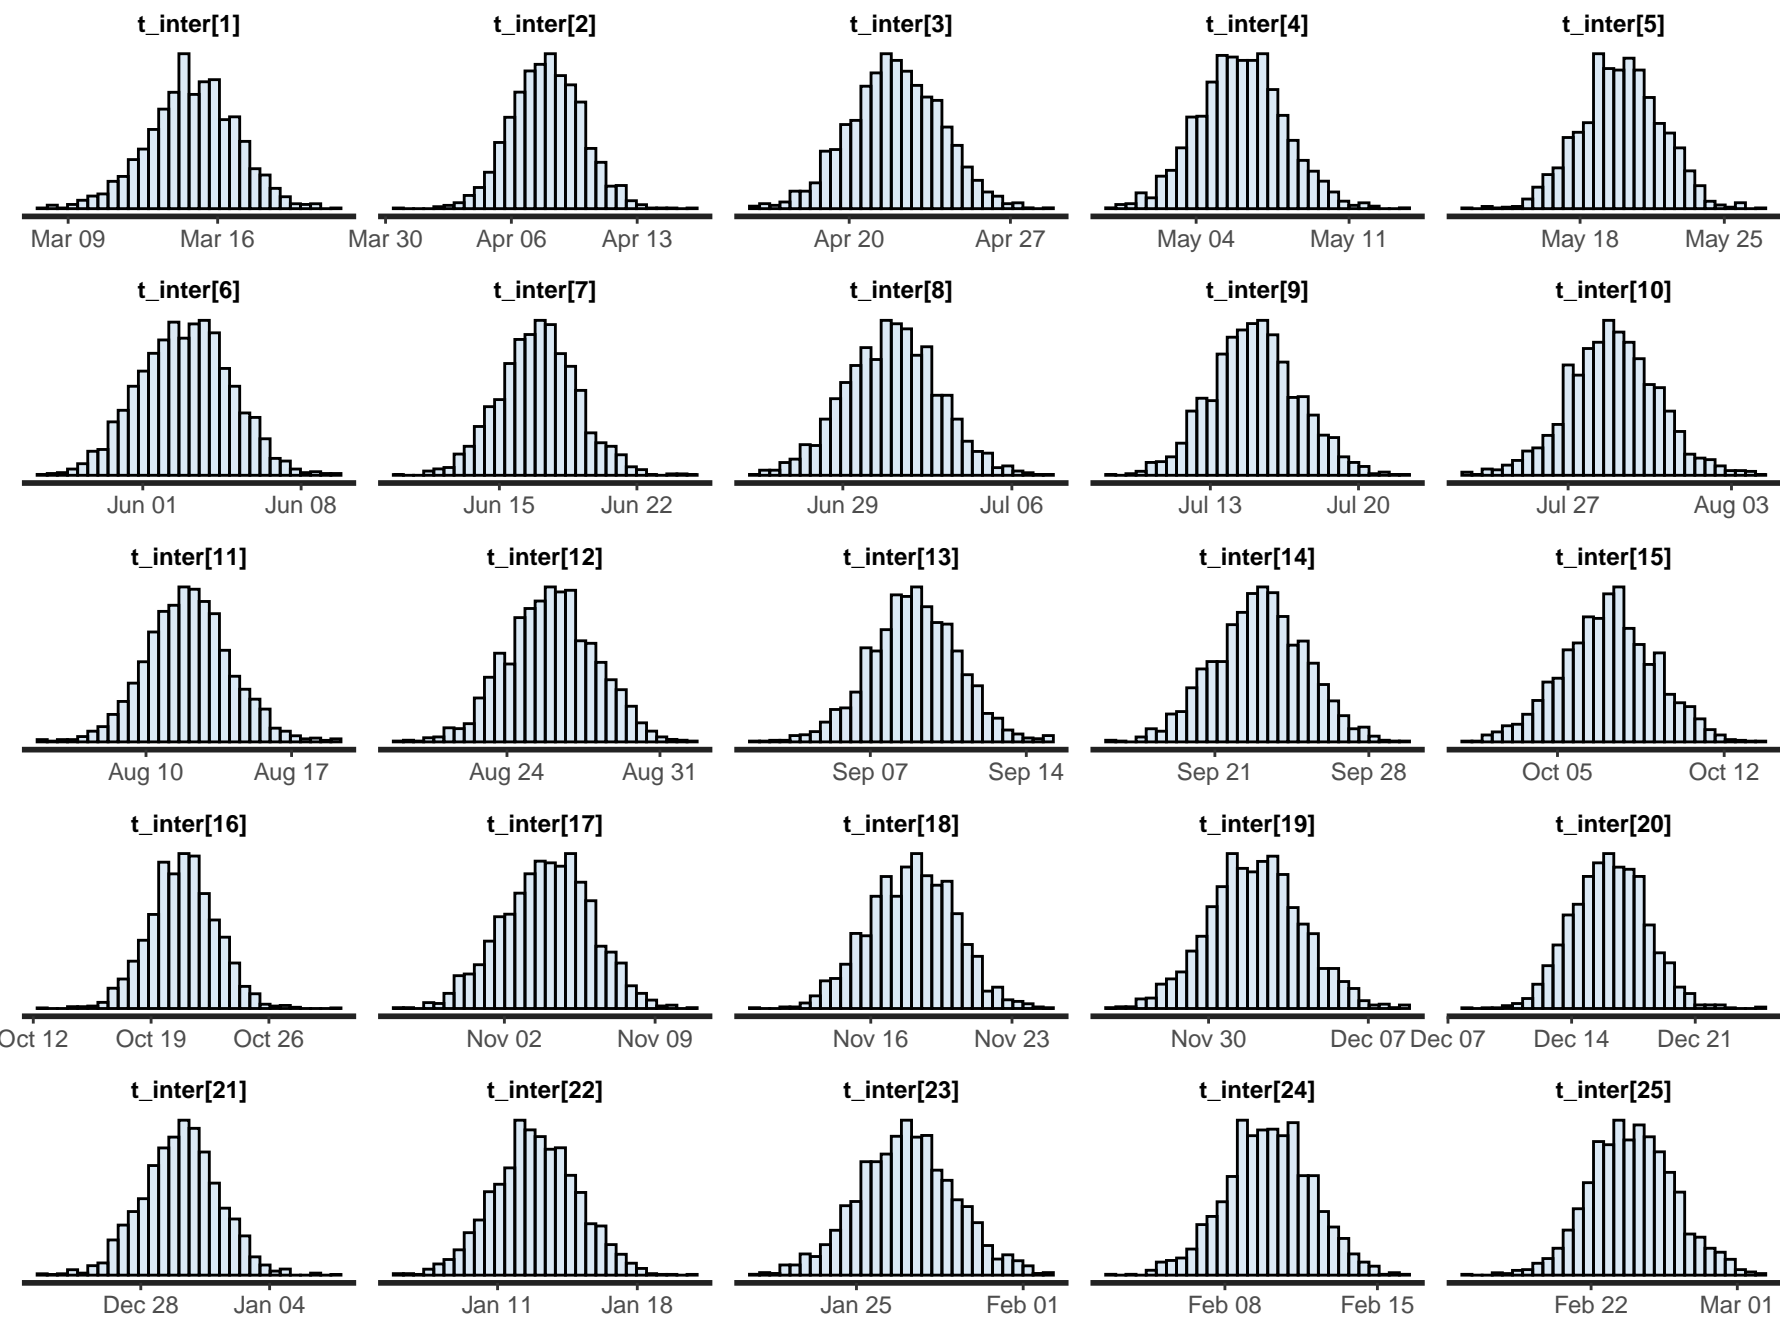 t_inter[1] t_inter[2] t_inter[3] t_inter[4] t_inter[5]
Mar 09 Mar 16 Mar 30 Apr 06 Apr 13 Apr 20 Apr 27 May 04 May 11 May 18 May 25
t_inter[6] t_inter[7] t_inter[8] t_inter[9] t_inter[10]
Jun 01 Jun 08 Jun 15 Jun 22 Jun 29 Jul 06 Jul 13 Jul 20 Jul 27 Aug 03
t_inter[11] t_inter[12] t_inter[13] t_inter[14] t_inter[15]
Aug 10 Aug 17 Aug 24 Aug 31 Sep 07 Sep 14 Sep 21 Sep 28 Oct 05 Oct 12
t_inter[16] t_inter[17] t_inter[18] t_inter[19] t_inter[20]
Oct 12 Oct 19 Oct 26 Nov 02 Nov 09 Nov 16 Nov 23 Nov 30 Dec 07 Dec 07 Dec 14 Dec 21
t_inter[21] t_inter[22] t_inter[23] t_inter[24] t_inter[25]
Dec 28 Jan 04 Jan 11 Jan 18 Jan 25 Feb 01 Feb 08 Feb 15 Feb 22 Mar 01